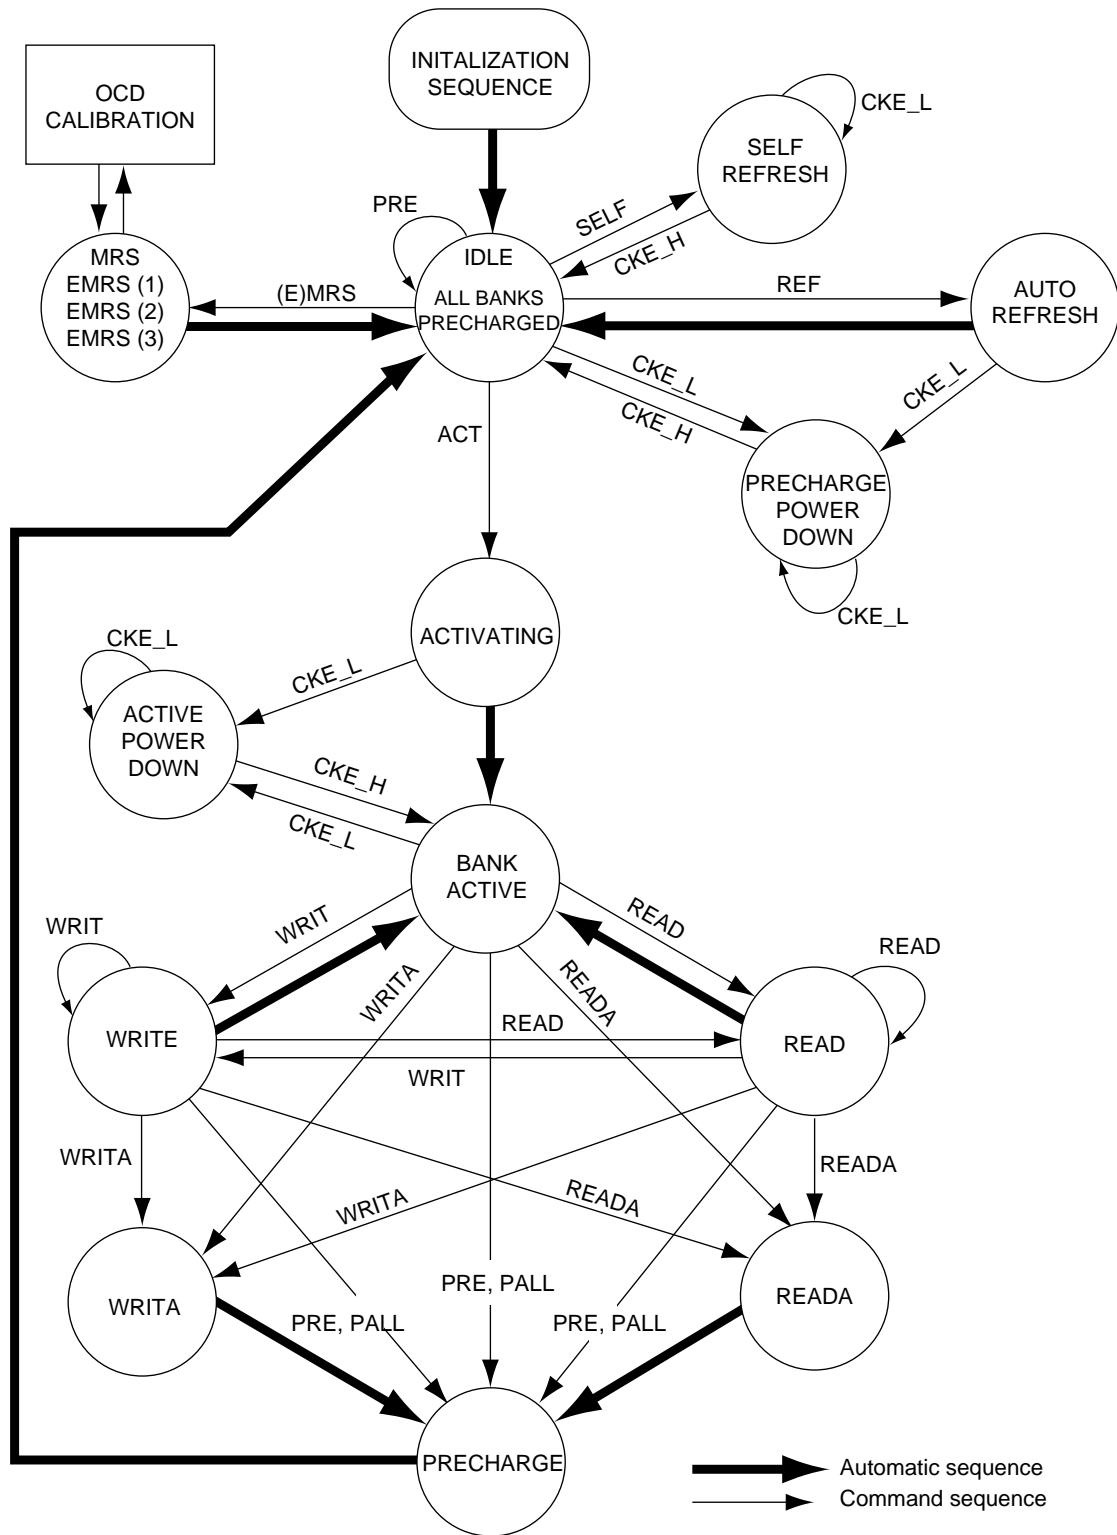 INITALIZATION
SEQUENCE
OCD
CALIBRATION
CKE_L
SELF
REFRESH
PRE
SELF
CKE_H
MRS
EMRS (1)
EMRS (2)
EMRS (3)
(E)MRS
IDLE
ALL BANKS
PRECHARGED
REF
AUTO
REFRESH
CKE_L
CKE_H
CKE_L
ACT
PRECHARGE
POWER
DOWN
CKE_L
ACTIVATING
CKE_L
CKE_L
ACTIVE
POWER
DOWN
CKE_H
CKE_L
BANK
ACTIVE
WRIT
WRIT
WRITA
READA
READ
READ
WRITE
READ
WRIT
READ
WRITA
WRITA
READA
READA
WRITA
PRE, PALL
PRE, PALL
PRE, PALL
READA
PRECHARGE
Automatic sequence
Command sequence